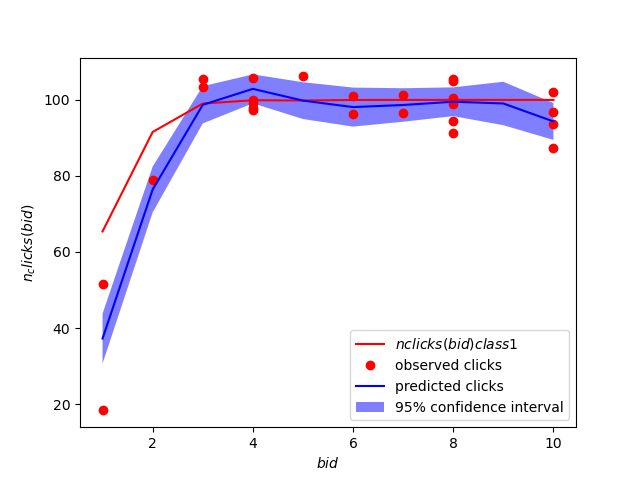 100
80
60
40
20
n_clicks(bid)
nclicks(bid)class1
observed clicks
predicted clicks
95% confidence interval
2 4 6 8 10
bid